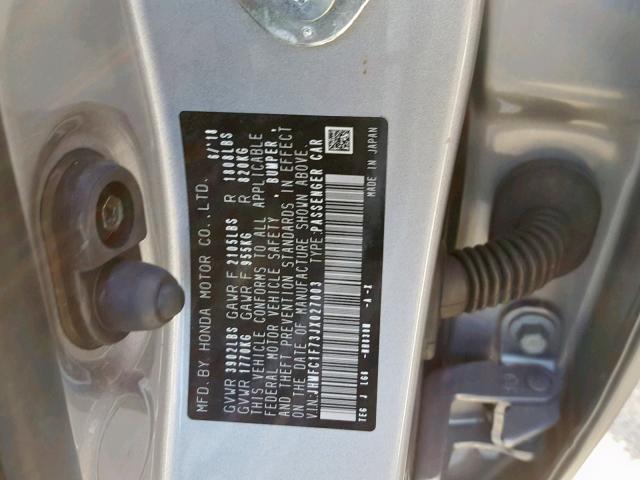 MFD. BY HONDA MOTOR CO., LTD. 6/'18
GVWR 3902LBS GAWR F 2105LBS R 1808LBS
GVWR 1770KG GAWR F 955KG R 820KG
THIS VEHICLE CONFORMS TO ALL APPLICABLE
FEDERAL MOTOR VEHICLE SAFETY, BUMPER,
& THEFT PREVENTION STANDARDS IN EFFECT
ON THE DATE OF MANUFACTURE SHOWN ABOVE.
V.I.N: JHMFC1F73JX027003 TYPE:PASSENGER CAR
TEG J LGS -A-Z MADE IN JAPAN